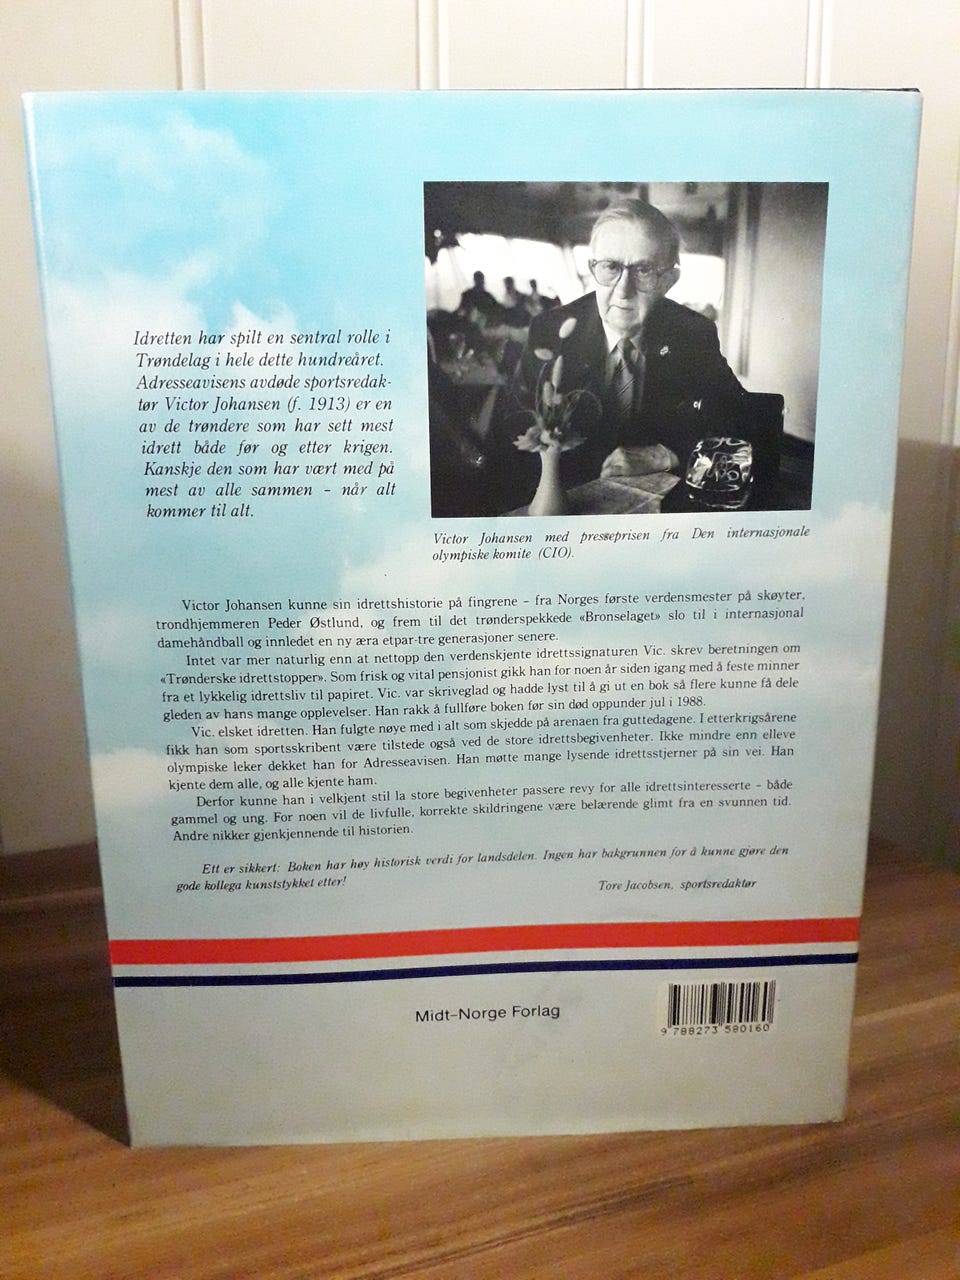 Idretten har spilt en sentral rolle i
Trøndelag i hele dette hundreåret.
Adresseavisens avdøde sportsredak-
tør Victor Johansen (f. 1913) er en
av de trøndere som har sett mest
idrett både før og etter krigen.
Kanskje den som har vært med på
mest av alle sammen – når alt
kommer til alt.
Victor Johansen med presseprisen fra Den internasjonale
olympiske komite (CIO).
Victor Johansen kunne sin idrettshistorie på fingrene – fra Norges første verdensmester på skøyter,
trondhjemmeren Peder Østlund, og frem til det trønderspekkede «Bronselaget» slo til i internasjonal
damehåndball og innledet en ny æra etpar-tre generasjoner senere.
Intet var mer naturlig enn at nettopp den verdenskjente idrettssignaturen Vic. skrev beretningen om
«Trønderske idrettstopper». Som frisk og vital pensjonist gikk han for noen år siden igang med å feste minner
fra et lykkelig idrettsliv til papiret. Vic. var skriveglad og hadde lyst til å gi ut en bok så flere kunne få dele
gleden av hans mange opplevelser. Han rakk å fullføre boken før sin død oppunder jul i 1988.
Vic. elsket idretten. Han fulgte nøye med i alt som skjedde på arenaen fra guttedagene. I etterkrigsårene
fikk han som sportsskribent være tilstede også ved de store idrettsbegivenheter. Ikke mindre enn elleve
olympiske leker dekket han for Adresseavisen. Han møtte mange lysende idrettsstjerner på sin vei. Han
kjente dem alle, og alle kjente ham.
Derfor kunne han i velkjent stil la store begivenheter passere revy for alle idrettsinteresserte – både
gammel og ung. For noen vil de livfulle, korrekte skildringene være belærende glimt fra en svunnen tid.
Andre nikker gjenkjennende til historien.
Ett er sikkert: Boken har høy historisk verdi for landsdelen. Ingen har bakgrunnen for å kunne gjøre den
gode kollega kunststykket etter!
Tore Jacobsen, sportsredaktør
Midt–Norge Forlag
9 788273 580160